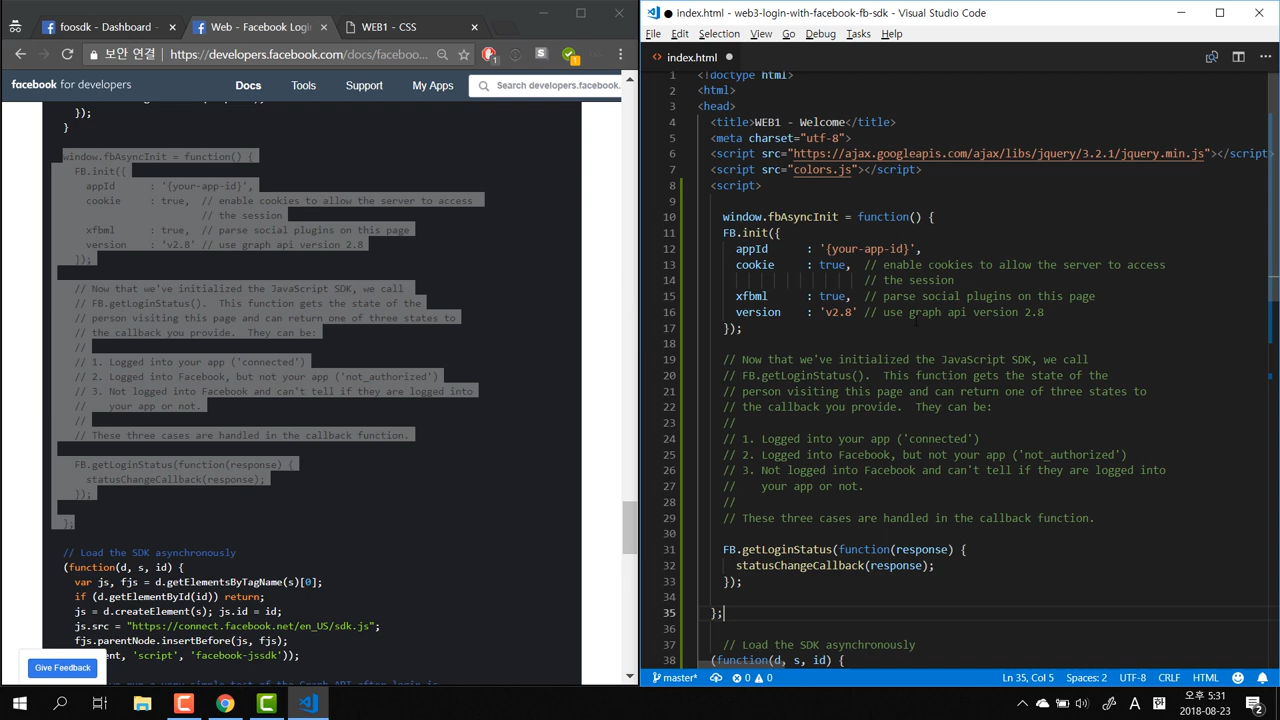 foosdk - Dashboard
Web - Facebook Login
WEB1 - CSS
보안 연결
https://developers.facebook.com/docs/faceboo
facebook for developers
Docs
Tools
Support
My Apps
Search developers.facebook.
});
}
window.fbAsyncInit = function() {
FB.init({
appId : '{your-app-id}',
cookie : true, // enable cookies to allow the server to access
// the session
xfbml : true, // parse social plugins on this page
version : 'v2.8' // use graph api version 2.8
});
// Now that we've initialized the JavaScript SDK, we call
// FB.getLoginStatus(). This function gets the state of the
// person visiting this page and can return one of three states to
// the callback you provide. They can be:
//
// 1. Logged into your app ('connected')
// 2. Logged into Facebook, but not your app ('not_authorized')
// 3. Not logged into Facebook and can't tell if they are logged into
// your app or not.
//
// These three cases are handled in the callback function.
FB.getLoginStatus(function(response) {
statusChangeCallback(response);
});
};
// Load the SDK asynchronously
(function(d, s, id) {
var js, fjs = d.getElementsByTagName(s)[0];
if (d.getElementById(id)) return;
js = d.createElement(s); js.id = id;
js.src = "https://connect.facebook.net/en_US/sdk.js";
fjs.parentNode.insertBefore(js, fjs);
ent, 'script', 'facebook-jssdk'));
Give Feedback
● index.html - web3-login-with-facebook-fb-sdk - Visual Studio Code
File Edit Selection View Go Debug Tasks Help
index.html
1 <!doctype html>
2 <html>
3 <head>
4 <title>WEB1 - Welcome</title>
5 <meta charset="utf-8">
6 <script src="https://ajax.googleapis.com/ajax/libs/jquery/3.2.1/jquery.min.js"></script>
7 <script src="colors.js"></script>
8 <script>
9
10 window.fbAsyncInit = function() {
11 FB.init({
12 appId : '{your-app-id}',
13 cookie : true, // enable cookies to allow the server to access
14 // the session
15 xfbml : true, // parse social plugins on this page
16 version : 'v2.8' // use graph api version 2.8
17 });
18
19 // Now that we've initialized the JavaScript SDK, we call
20 // FB.getLoginStatus(). This function gets the state of the
21 // person visiting this page and can return one of three states to
22 // the callback you provide. They can be:
23 //
24 // 1. Logged into your app ('connected')
25 // 2. Logged into Facebook, but not your app ('not_authorized')
26 // 3. Not logged into Facebook and can't tell if they are logged into
27 // your app or not.
28 //
29 // These three cases are handled in the callback function.
30
31 FB.getLoginStatus(function(response) {
32 statusChangeCallback(response);
33 });
34
35 };
36
37 // Load the SDK asynchronously
38 (function(d, s, id) {
master* 0 0 Ln 35, Col 5 Spaces: 2 UTF-8 CRLF HTML
A 한 오후 5:31
2018-08-23 2